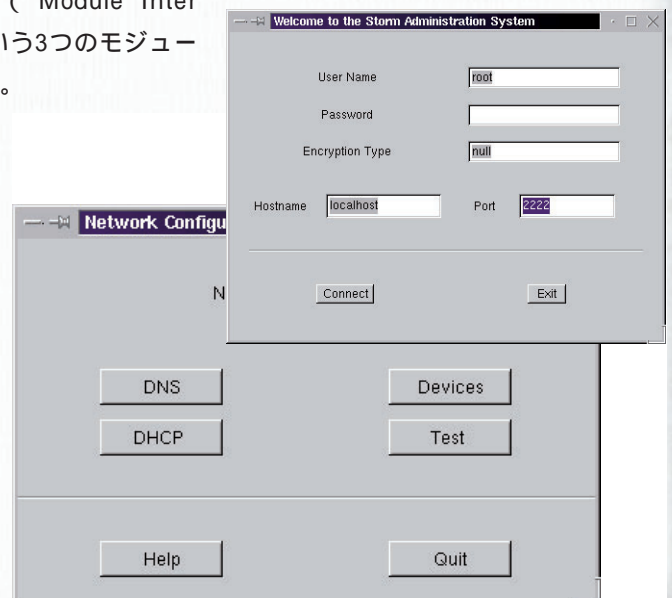 ( Module Inter
いう3つのモジュー
。
Welcome to the Storm Administration System
User Name root
Password
Encryption Type null
Hostname localhost Port 2222
Connect Exit
Network Configu
N
DNS Devices
DHCP Test
Help Quit